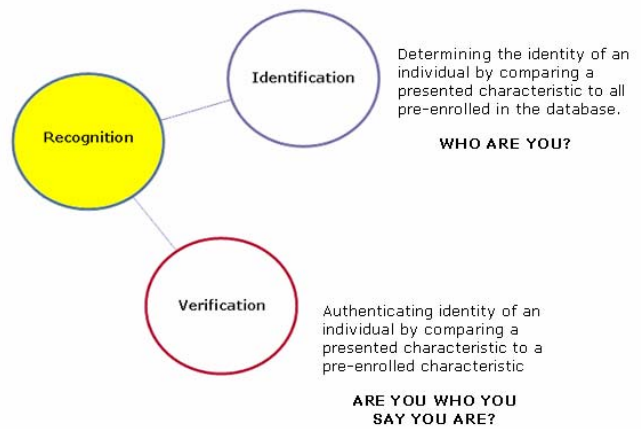 Identification
Determining the identity of an
individual by comparing a
presented characteristic to all
pre-enrolled in the database.
WHO ARE YOU?
Recognition
Verification
Authenticating identity of an
individual by comparing a
presented characteristic to a
pre-enrolled characteristic
ARE YOU WHO YOU
SAY YOU ARE?